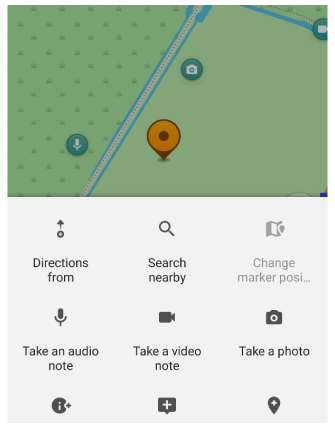 Directions
from
Search
nearby
Change
marker posi...
Take an audio
note
Take a video
note
Take a photo